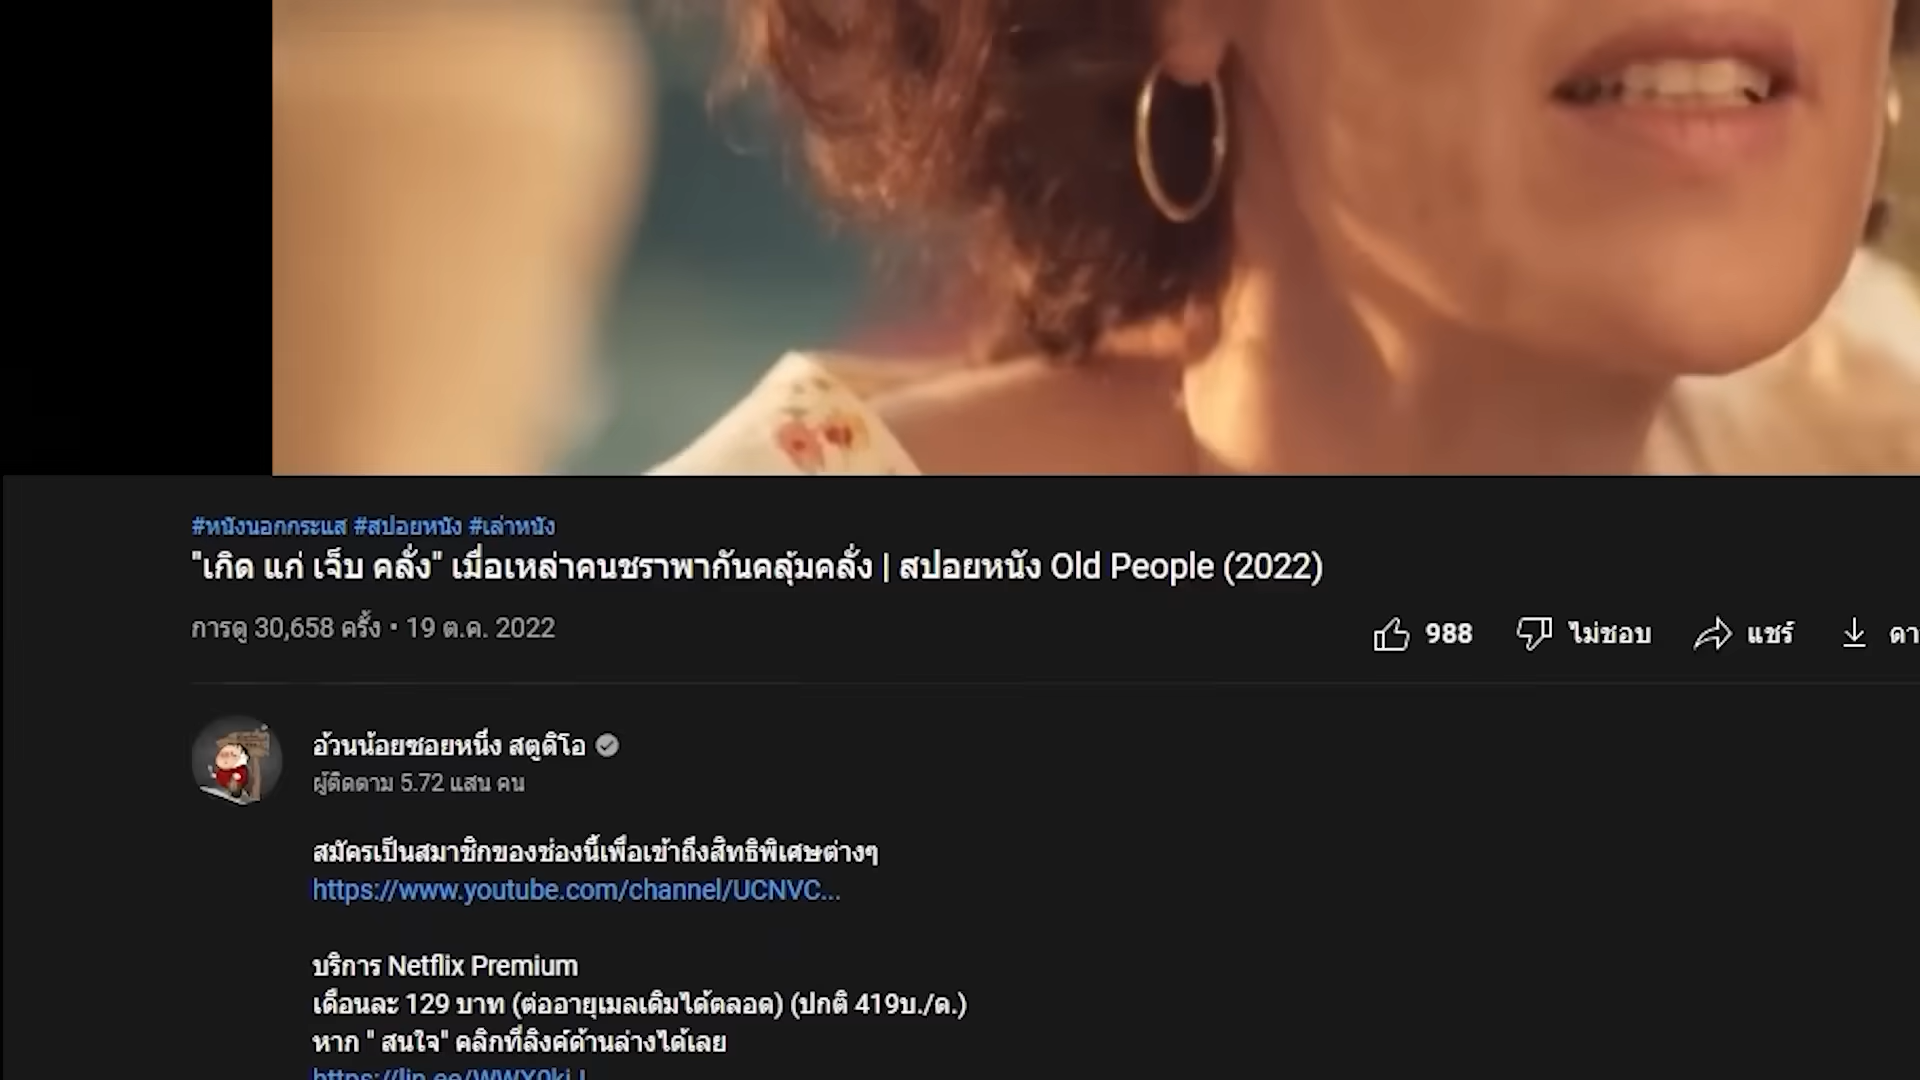 #หนังนอกกระแส #สปอยหนัง #เล่าหนัง
"เกิด แก่ เจ็บ คลั่ง" เมื่อเหล่าคนชราพากันคลุ้มคลั่ง | สปอยหนัง Old People (2022)
การดู 30,658 ครั้ง • 19 ต.ค. 2022
988 ไม่ชอบ แชร์
อ้วนน้อยซอยหนึ่ง สตูดิโอ
ผู้ติดตาม 5.72 แสน คน
สมัครเป็นสมาชิกของช่องนี้เพื่อเข้าถึงสิทธิพิเศษต่างๆ
https://www.youtube.com/channel/UCNVC...
บริการ Netflix Premium
เดือนละ 129 บาท (ต่ออายุเมลเดิมได้ตลอด) (ปกติ 419บ./ด.)
หาก " สนใจ" คลิกที่ลิงค์ด้านล่างได้เลย